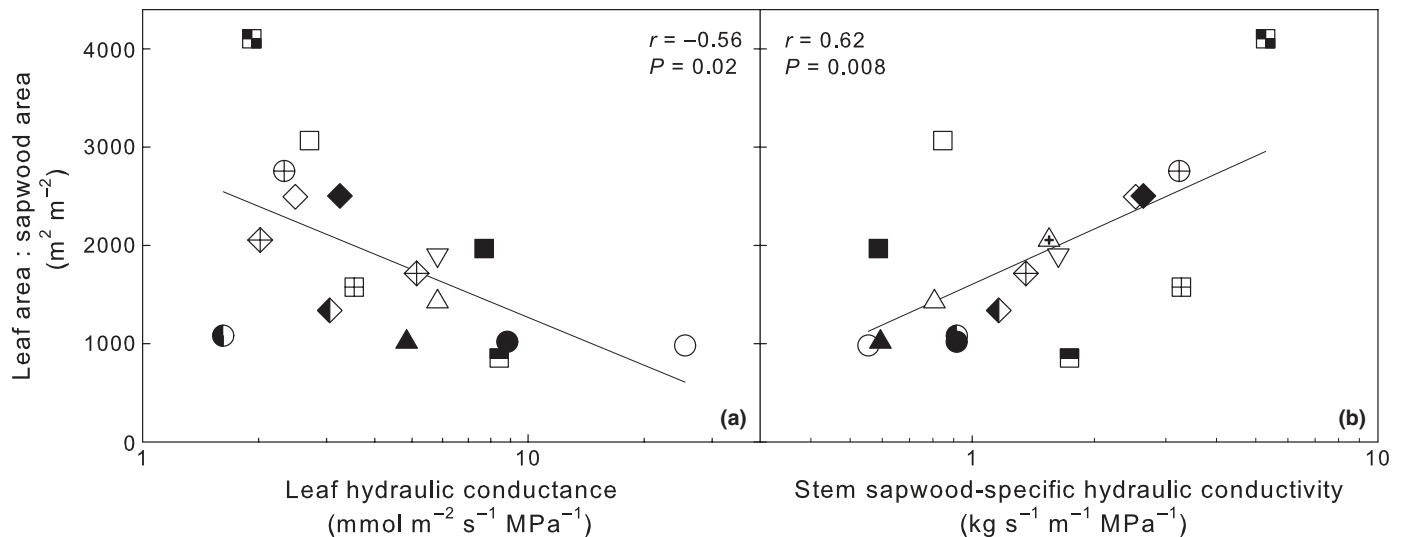 Leaf area : sapwood area
(m² m⁻²)
4000
3000
2000
1000
0
r = –0.56
P = 0.02
(a)
1
10
Leaf hydraulic conductance
(mmol m⁻² s⁻¹ MPa⁻¹)
r = 0.62
P = 0.008
(b)
1
10
Stem sapwood-specific hydraulic conductivity
(kg s⁻¹ m⁻¹ MPa⁻¹)